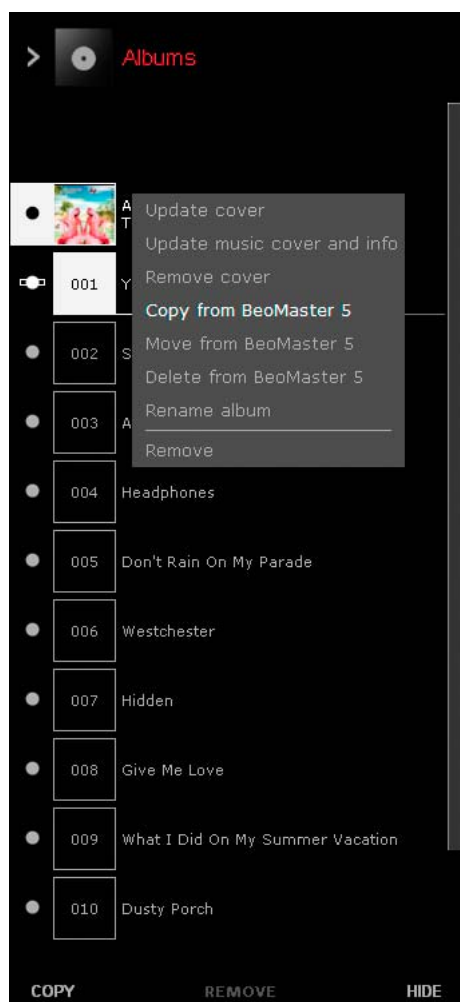 Albums
A
T
Update cover
Update music cover and info
001 Y
Remove cover
Copy from BeoMaster 5
002 S
Move from BeoMaster 5
Delete from BeoMaster 5
003 A
Rename album
Remove
004 Headphones
005 Don't Rain On My Parade
006 Westchester
007 Hidden
008 Give Me Love
009 What I Did On My Summer Vacation
010 Dusty Porch
COPY REMOVE HIDE